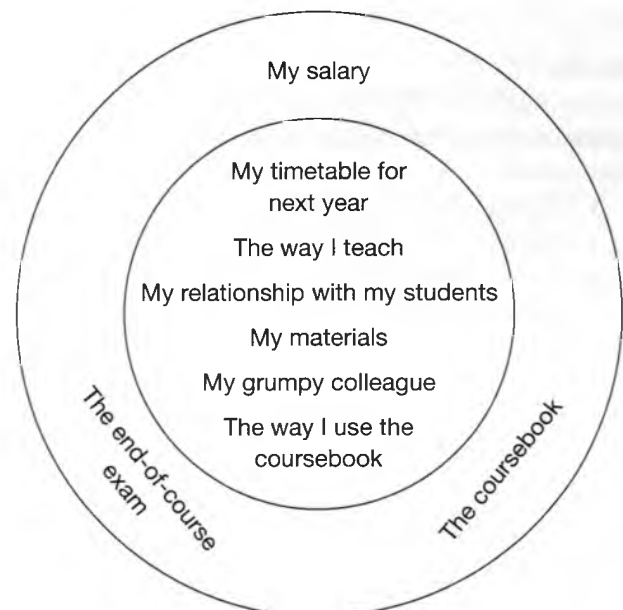 My salary
My timetable for
next year
The way I teach
My relationship with my students
My materials
My grumpy colleague
The way I use the
coursebook
The end-of-course
exam
The coursebook